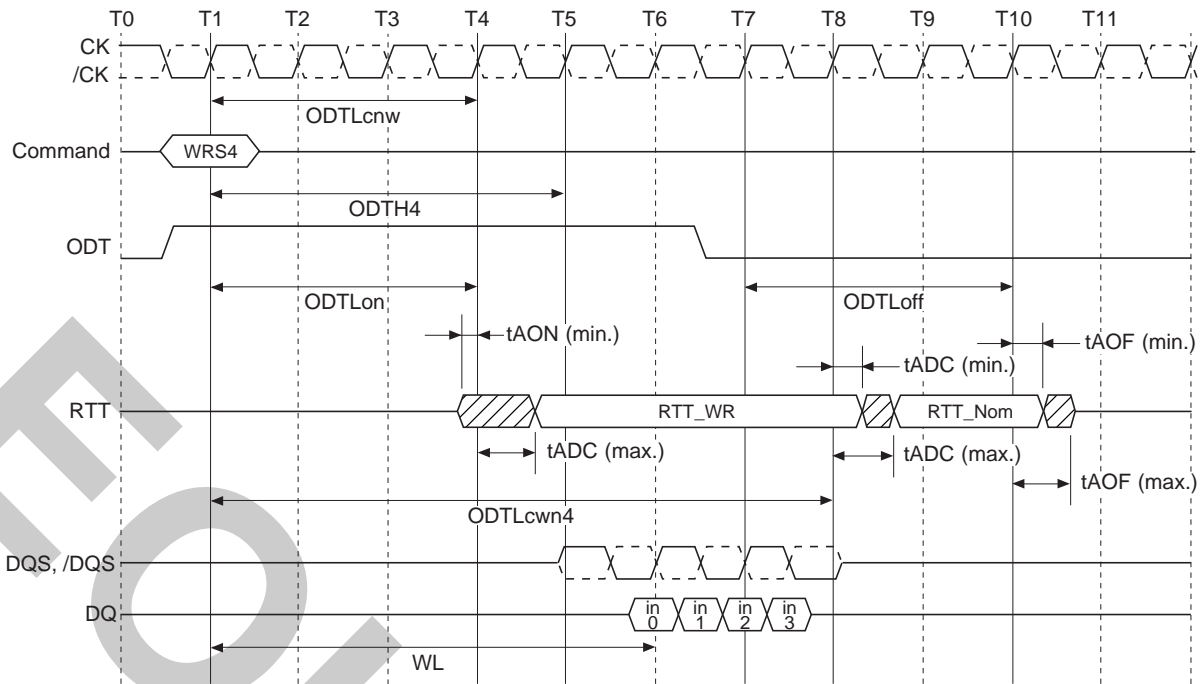 T0 T1 T2 T3 T4 T5 T6 T7 T8 T9 T10 T11
CK
/CK
ODTLcnw
Command
WRS4
ODTH4
ODT
ODTLon
ODTLoff
tAON (min.)
tADC (min.)
tAOF (min.)
RTT
RTT_WR
RTT_Nom
tADC (max.)
tADC (max.)
tAOF (max.)
ODTLcwn4
DQS, /DQS
DQ
in 0
in 1
in 2
in 3
WL